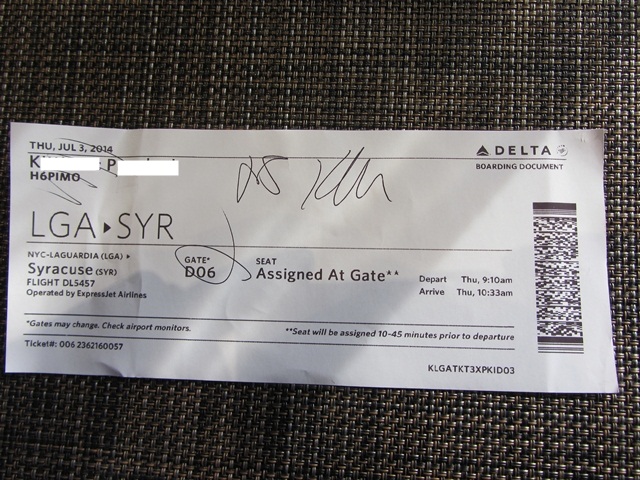 THU, JUL 3, 2014
K P
H6PIMO
DELTA
BOARDING DOCUMENT
LGA SYR
NYC-LAGUARDIA (LGA)
Syracuse (SYR)
FLIGHT DL5457
Operated by ExpressJet Airlines
GATE*
D06
SEAT
Assigned At Gate**
Depart Thu, 9:10am
Arrive Thu, 10:33am
*Gates may change. Check airport monitors.
**Seat will be assigned 10-45 minutes prior to departure
Ticket#: 006 2362160057
KLGATKT3XPKID03